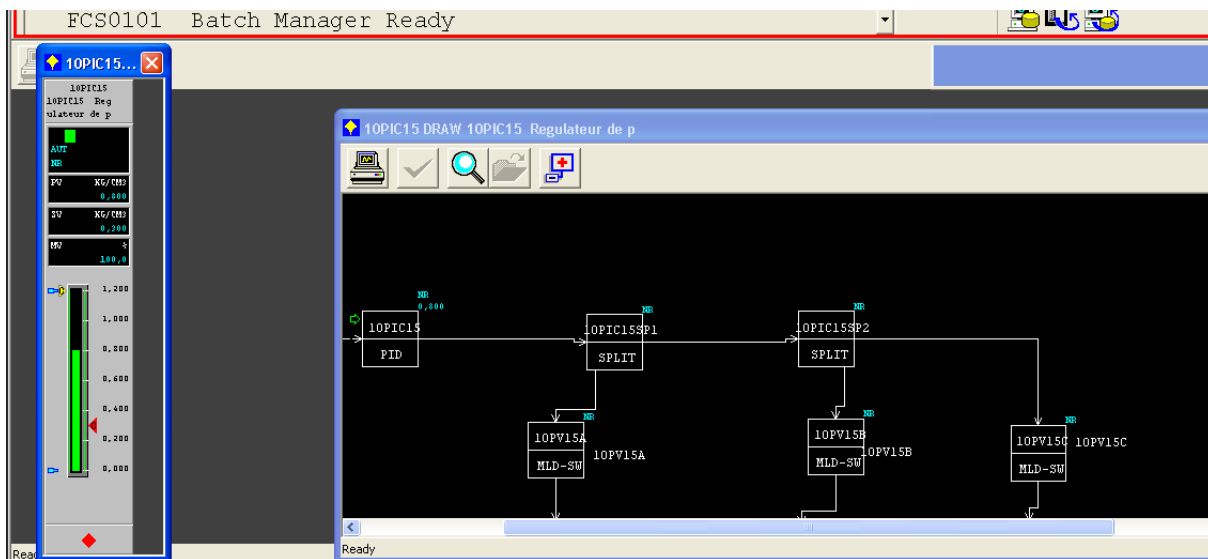 FCS0101 Batch Manager Ready
10PIC15...
10PIC15
10PIC15 Reg
ulateur de p
AUT
NR
PV KG/CM2
0,800
SV KG/CM2
0,300
MV %
100,0
1,200
1,000
0,800
0,600
0,400
0,200
0,000
10PIC15 DRAW 10PIC15 Regulateur de p
NR
0,800
10PIC15
PID
NR
10PIC15SP1
SPLIT
NR
10PIC15SP2
SPLIT
NR
10PV15A
MLD-SW
10PV15A
NR
10PV15B
MLD-SW
10PV15B
NR
10PV15C
MLD-SW
10PV15C
Ready